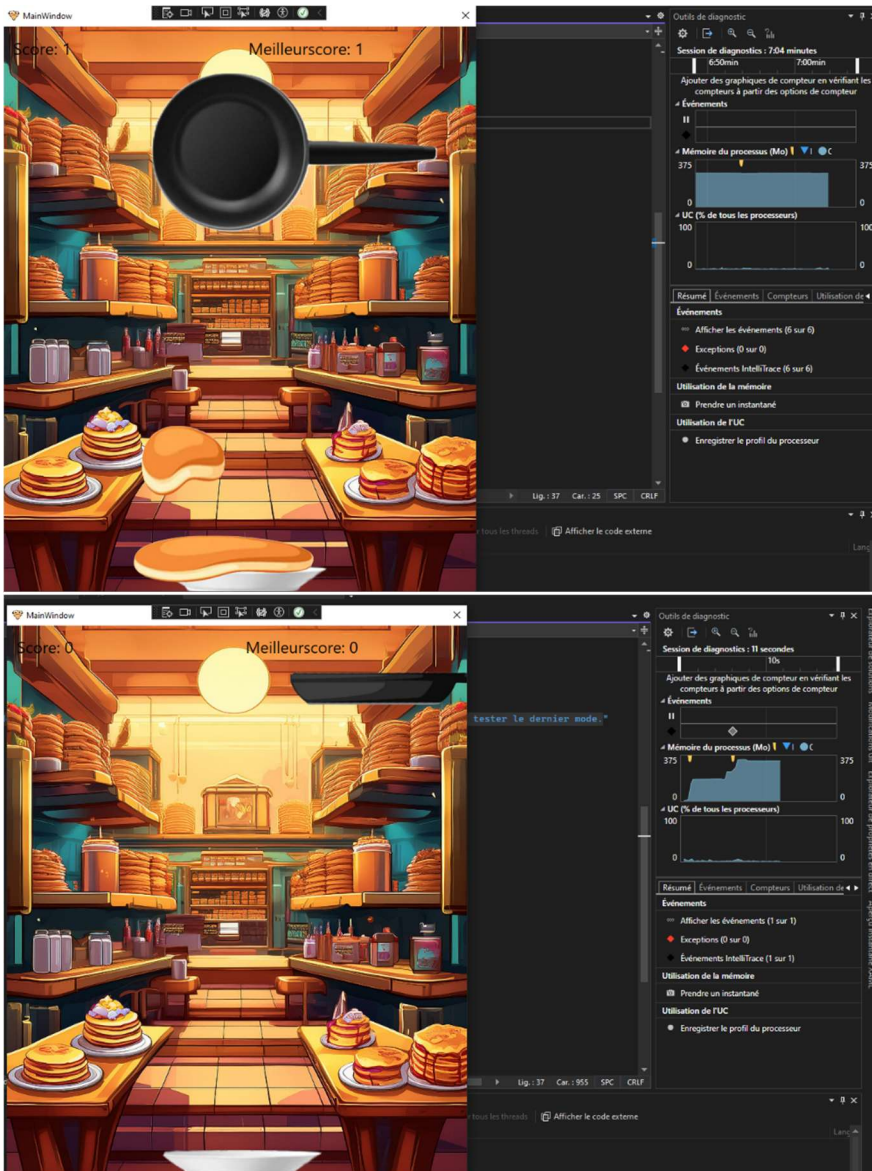 MainWindow
Score: 1 Meilleurscore: 1
Outils de diagnostic
Session de diagnostics : 7:04 minutes
6:50min 7:00min
Ajouter des graphiques de compteur en vérifiant les
compteurs à partir des options de compteur
Événements
Mémoire du processus (Mo) I C
375 375
0 0
UC (% de tous les processeurs)
100 100
0 0
Résumé Événements Compteurs Utilisation de
Événements
Afficher les événements (6 sur 6)
Exceptions (0 sur 0)
Événements IntelliTrace (6 sur 6)
Utilisation de la mémoire
Prendre un instantané
Utilisation de l'UC
Enregistrer le profil du processeur
Lig. : 37 Car. : 25 SPC CRLF
tous les threads Afficher le code externe
Lang
MainWindow
Score: 0 Meilleurscore: 0
tester le dernier mode."
Outils de diagnostic
Session de diagnostics : 11 secondes
10s
Ajouter des graphiques de compteur en vérifiant les
compteurs à partir des options de compteur
Événements
Mémoire du processus (Mo) I C
375 375
0 0
UC (% de tous les processeurs)
100 100
0 0
Résumé Événements Compteurs Utilisation de
Événements
Afficher les événements (1 sur 1)
Exceptions (0 sur 0)
Événements IntelliTrace (1 sur 1)
Utilisation de la mémoire
Prendre un instantané
Utilisation de l'UC
Enregistrer le profil du processeur
Lig. : 37 Car. : 955 SPC CRLF
tous les threads Afficher le code externe
Lang